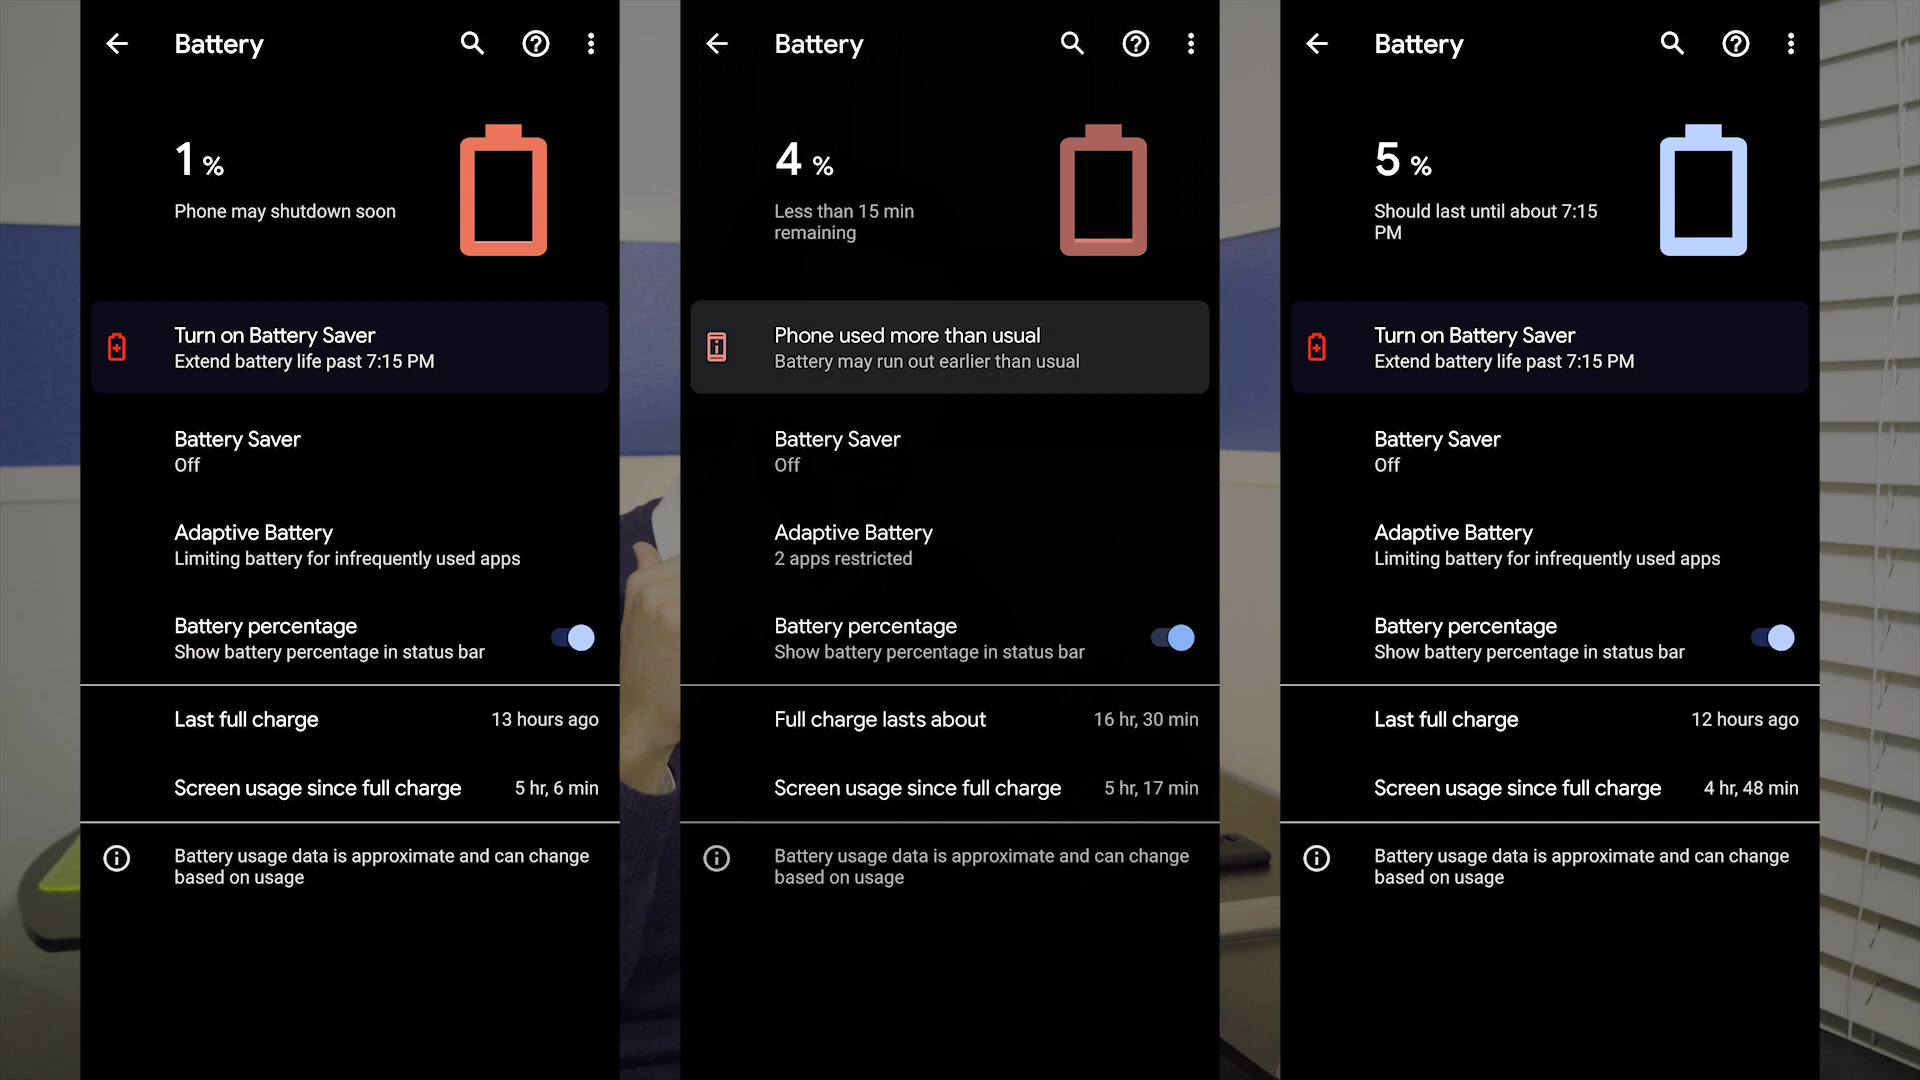 Battery
1 %
Phone may shutdown soon
Turn on Battery Saver
Extend battery life past 7:15 PM
Battery Saver
Off
Adaptive Battery
Limiting battery for infrequently used apps
Battery percentage
Show battery percentage in status bar
Last full charge 13 hours ago
Screen usage since full charge 5 hr, 6 min
Battery usage data is approximate and can change
based on usage
Battery
4 %
Less than 15 min
remaining
Phone used more than usual
Battery may run out earlier than usual
Battery Saver
Off
Adaptive Battery
2 apps restricted
Battery percentage
Show battery percentage in status bar
Full charge lasts about 16 hr, 30 min
Screen usage since full charge 5 hr, 17 min
Battery usage data is approximate and can change
based on usage
Battery
5 %
Should last until about 7:15
PM
Turn on Battery Saver
Extend battery life past 7:15 PM
Battery Saver
Off
Adaptive Battery
Limiting battery for infrequently used apps
Battery percentage
Show battery percentage in status bar
Last full charge 12 hours ago
Screen usage since full charge 4 hr, 48 min
Battery usage data is approximate and can change
based on usage